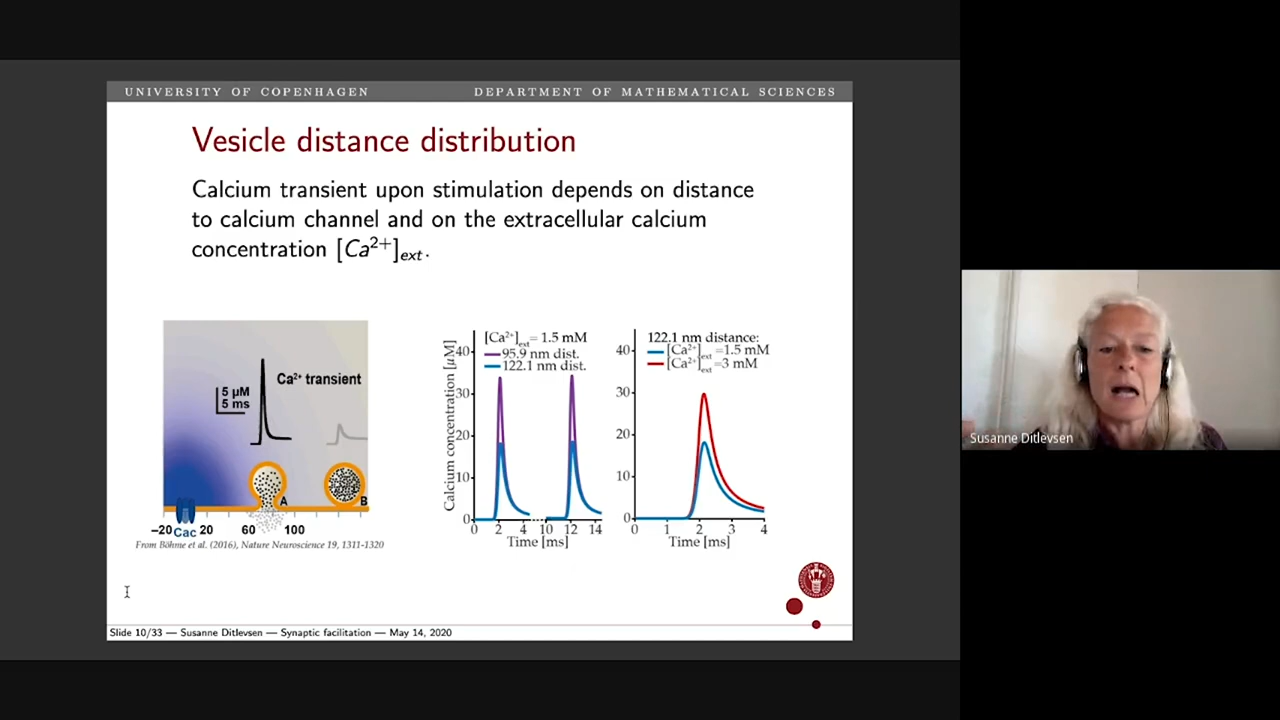 UNIVERSITY OF COPENHAGEN DEPARTMENT OF MATHEMATICAL SCIENCES
Vesicle distance distribution
Calcium transient upon stimulation depends on distance
to calcium channel and on the extracellular calcium
concentration [Ca²⁺]ext.
Ca²⁺ transient
5 µM
5 ms
A
B
−20 20 60 100
Cac
From Böhme et al. (2016), Nature Neuroscience 19, 1311-1320
Calcium concentration [µM]
[Ca²⁺]ext = 1.5 mM
95.9 nm dist.
122.1 nm dist.
40
30
20
10
0
0 2 4 10 12 14
Time [ms]
122.1 nm distance:
[Ca²⁺]ext =1.5 mM
[Ca²⁺]ext =3 mM
40
30
20
10
0
0 1 2 3 4
Time [ms]
Slide 10/33 — Susanne Ditlevsen — Synaptic facilitation — May 14, 2020
Susanne Ditlevsen